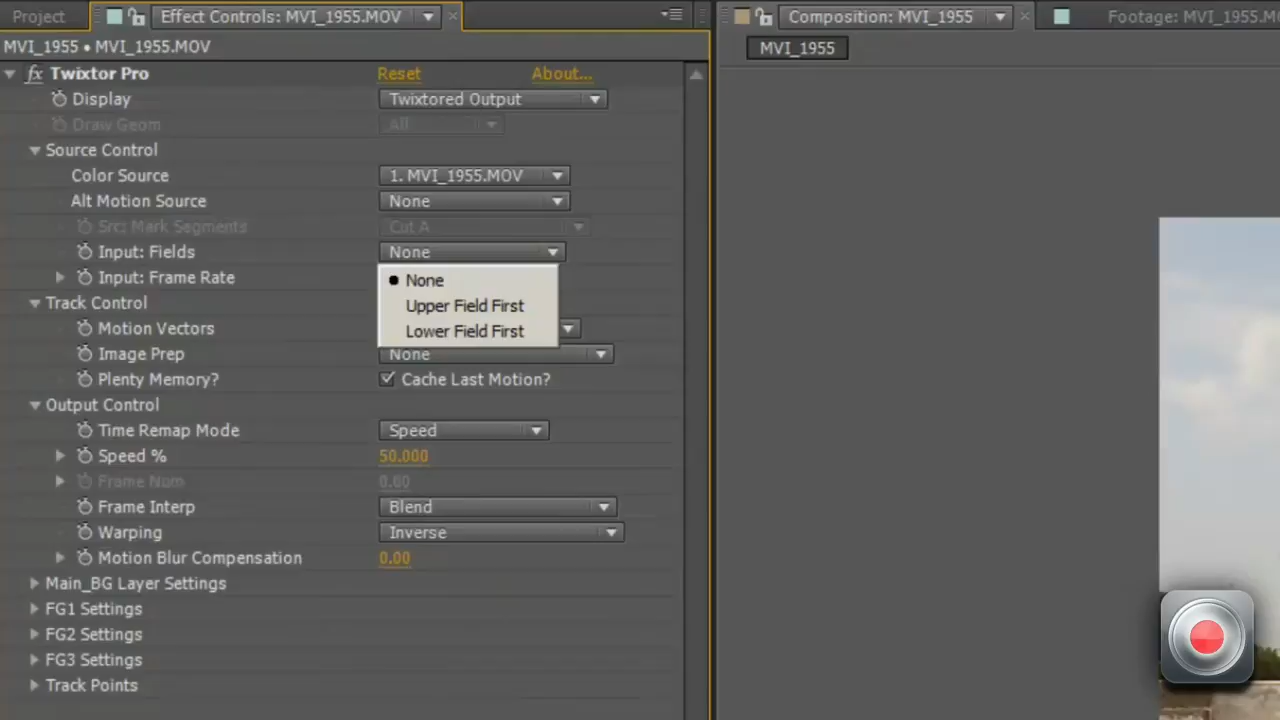 Project
Effect Controls: MVI_1955.MOV
Composition: MVI_1955
Footage: MVI_1955.M
MVI_1955 • MVI_1955.MOV
MVI_1955
fx Twixtor Pro Reset About...
Display Twixtored Output
Draw Geom All
Source Control
Color Source 1. MVI_1955.MOV
Alt Motion Source None
Src: Mark Segments Cut A
Input: Fields None
None
Input: Frame Rate
Upper Field First
Track Control
Lower Field First
Motion Vectors
Image Prep None
Plenty Memory? Cache Last Motion?
Output Control
Time Remap Mode Speed
Speed % 50.000
Frame Num 0.00
Frame Interp Blend
Warping Inverse
Motion Blur Compensation 0.00
Main_BG Layer Settings
FG1 Settings
FG2 Settings
FG3 Settings
Track Points